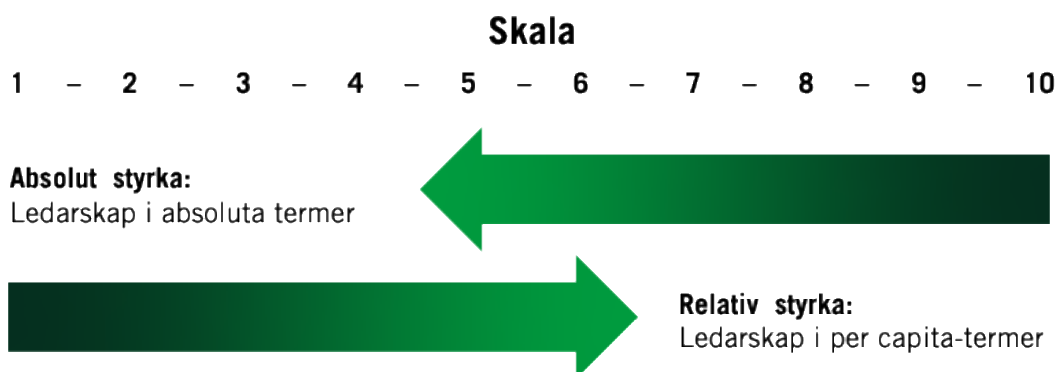 Skala
1 – 2 – 3 – 4 – 5 – 6 – 7 – 8 – 9 – 10
Absolut styrka:
Ledarskap i absoluta termer
Relativ styrka:
Ledarskap i per capita-termer